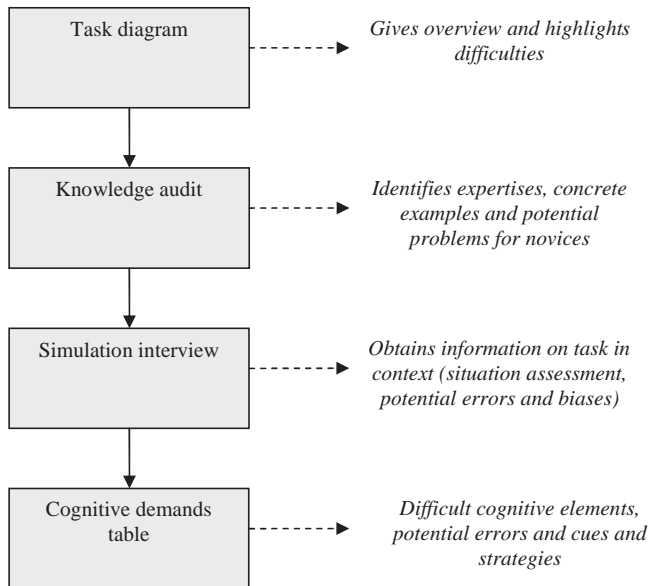 Task diagram
Gives overview and highlights
difficulties
Knowledge audit
Identifies expertises, concrete
examples and potential
problems for novices
Simulation interview
Obtains information on task in
context (situation assessment,
potential errors and biases)
Cognitive demands
table
Difficult cognitive elements,
potential errors and cues and
strategies